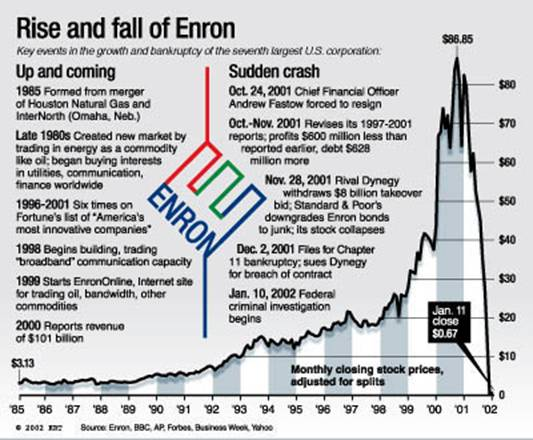 Rise and fall of Enron
Key events in the growth and bankruptcy of the seventh largest U.S. corporation:
Up and coming
1985 Formed from merger
of Houston Natural Gas and
InterNorth (Omaha, Neb.)
Late 1980s Created new market by
trading in energy as a commodity
like oil; began buying interests
in utilities, communication,
finance worldwide
1996-2001 Six times on
Fortune's list of "America's
most innovative companies"
1998 Begins building, trading
"broadband" communication capacity
1999 Starts EnronOnline, Internet site
for trading oil, bandwidth, other
commodities
2000 Reports revenue
of $101 billion
ENRON
Sudden crash
Oct. 24, 2001 Chief Financial Officer
Andrew Fastow forced to resign
Oct.-Nov. 2001 Revises its 1997-2001
reports; profits $600 million less than
reported earlier, debt $628
million more
Nov. 28, 2001 Rival Dynegy
withdraws $8 billion takeover
bid; Standard & Poor's
downgrades Enron bonds
to junk; its stock collapses
Dec. 2, 2001 Files for Chapter
11 bankruptcy; sues Dynegy
for breach of contract
Jan. 10, 2002 Federal
criminal investigation
begins
$86.85
$80
$70
$60
$50
$40
$30
$20
$10
0
Jan. 11
close
$0.67
$3.13
Monthly closing stock prices,
adjusted for splits
'85 '86 '87 '88 '89 '90 '91 '92 '93 '94 '95 '96 '97 '98 '99 '00 '01 '02
© 2002 KRT Source: Enron, BBC, AP, Forbes, Business Week, Yahoo